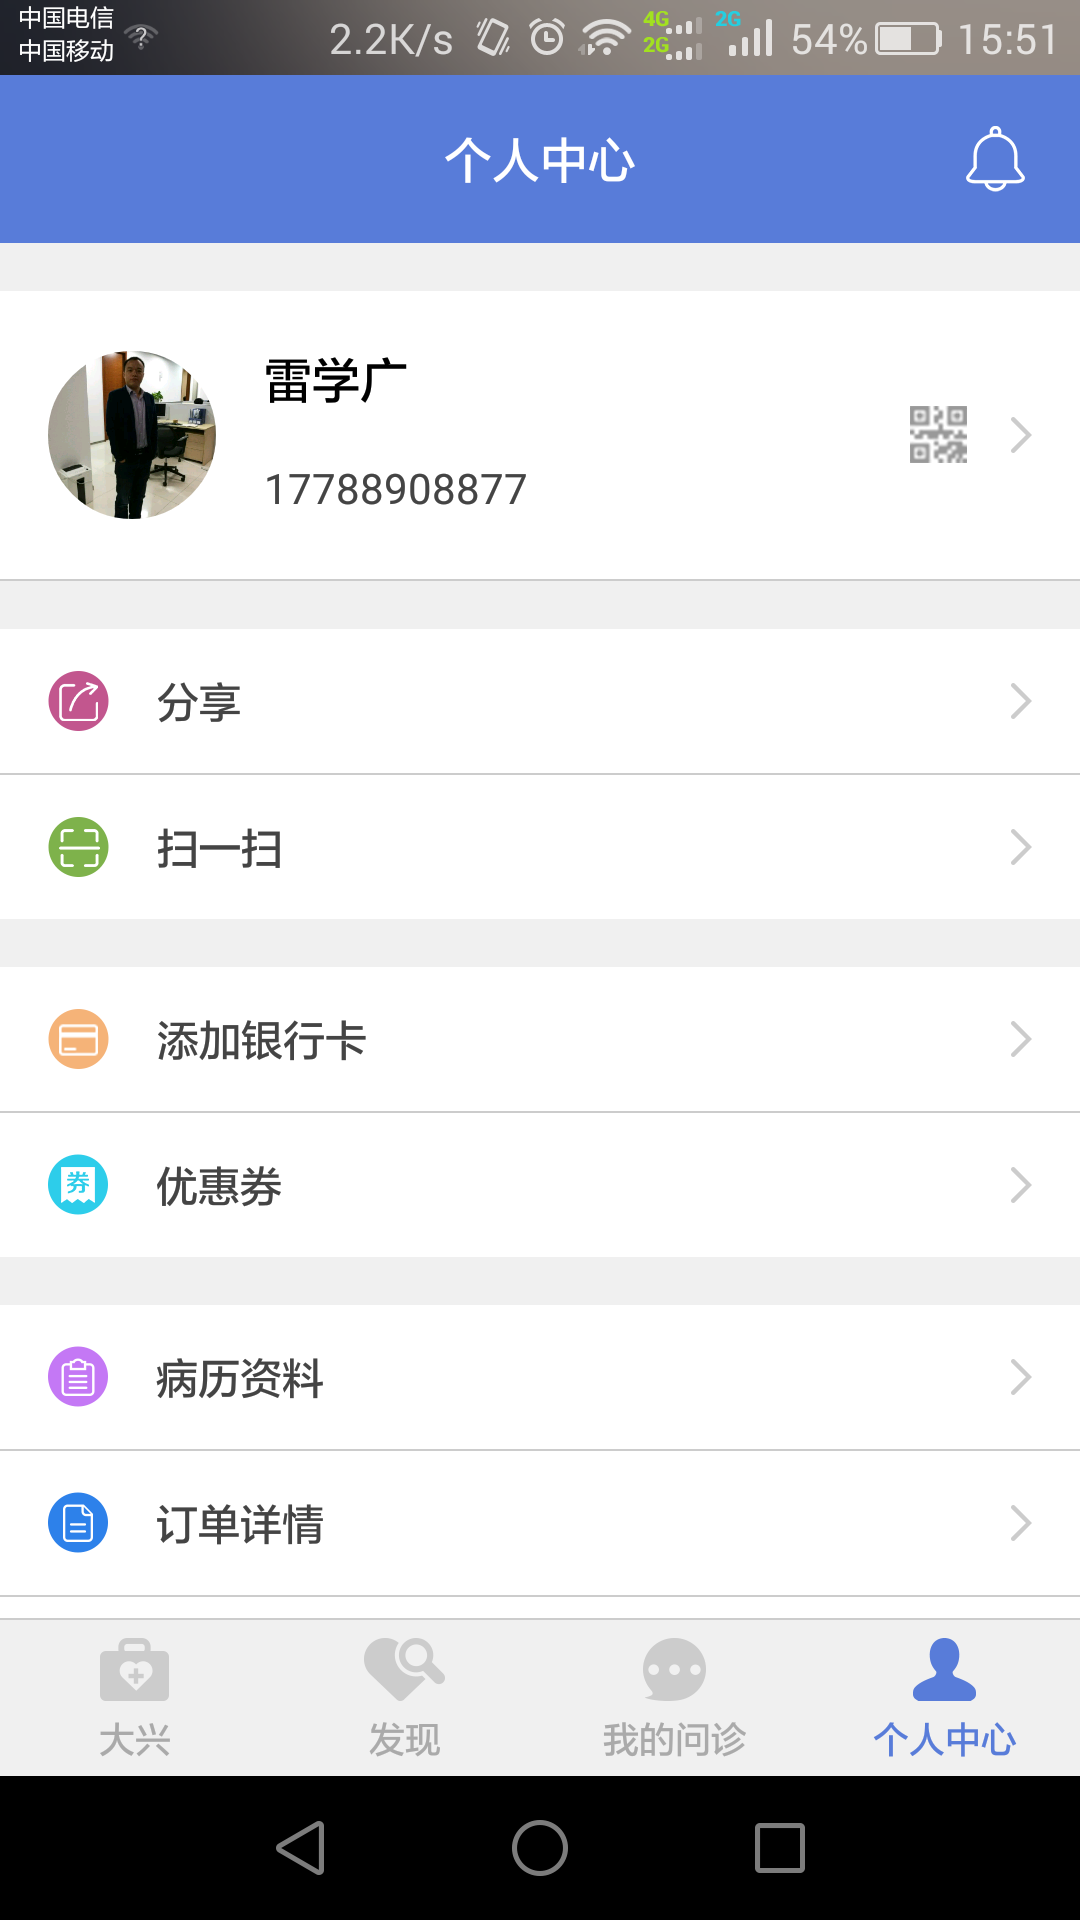 中国电信
中国移动
2.2K/s 4G 2G 2G 54% 15:51
个人中心
雷学广
17788908877
分享
扫一扫
添加银行卡
券 优惠券
病历资料
订单详情
大兴 发现 我的问诊 个人中心